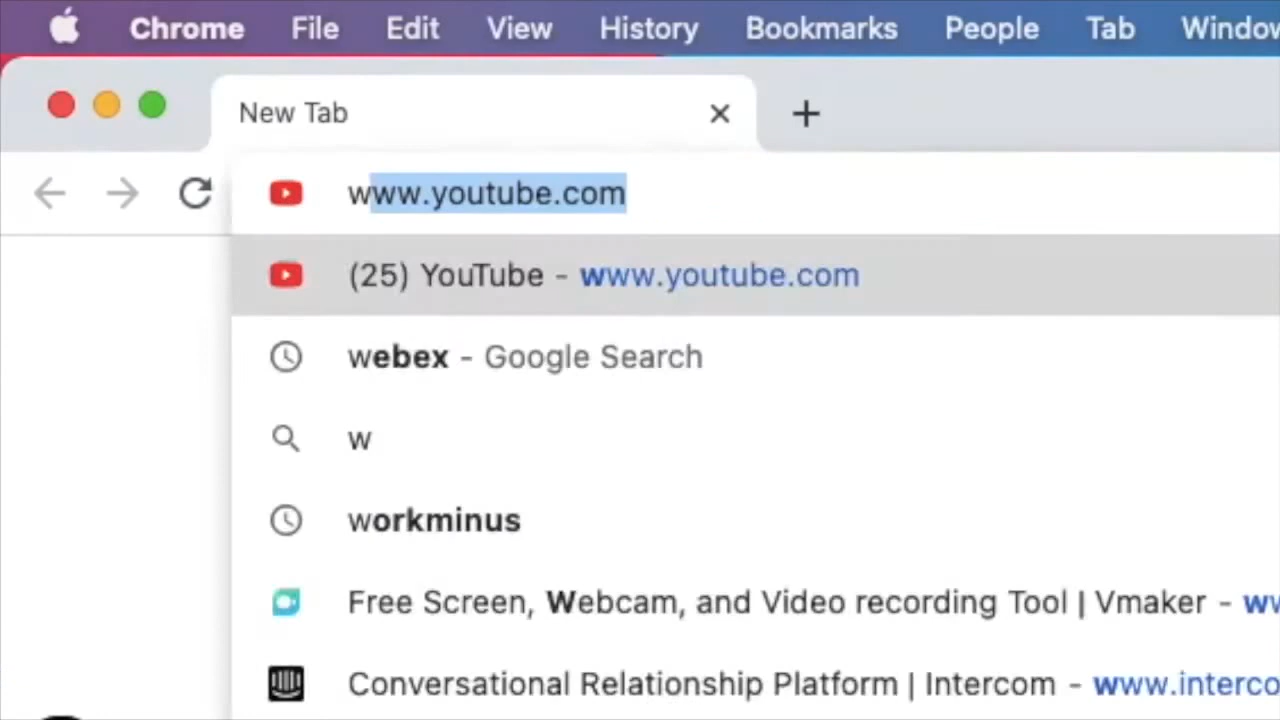 Chrome File Edit View History Bookmarks People Tab Window
New Tab
www.youtube.com
(25) YouTube - www.youtube.com
webex - Google Search
w
workminus
Free Screen, Webcam, and Video recording Tool | Vmaker - ww
Conversational Relationship Platform | Intercom - www.interco